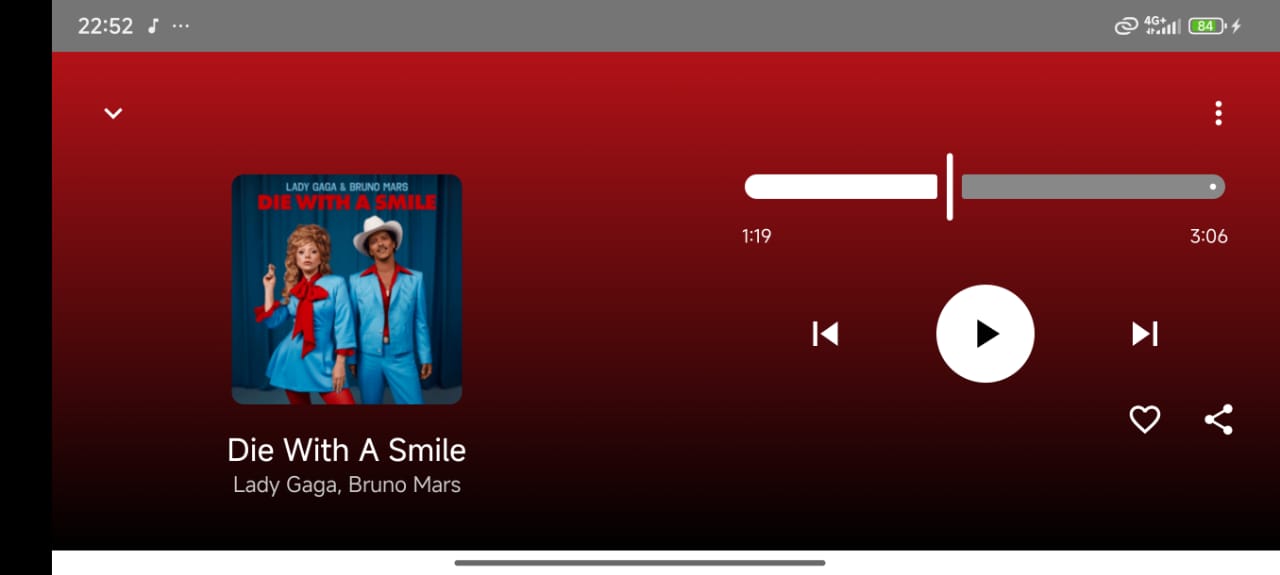 22:52
4G+
84
LADY GAGA & BRUNO MARS
DIE WITH A SMILE
1:19
3:06
Die With A Smile
Lady Gaga, Bruno Mars